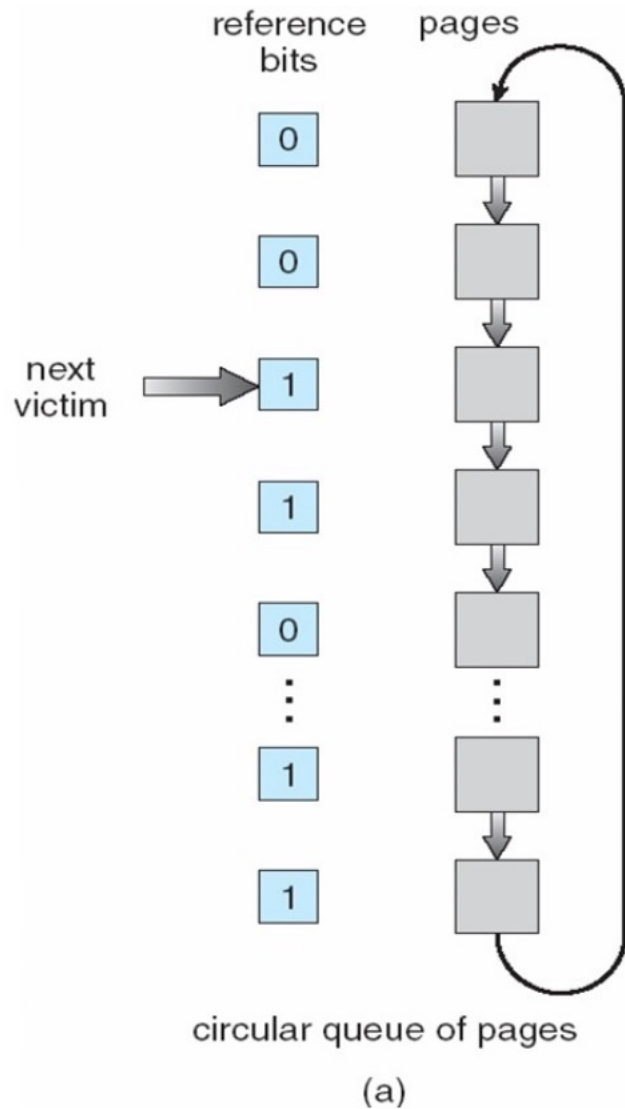 reference bits
pages
0
0
next victim
1
1
0
1
1
circular queue of pages
(a)